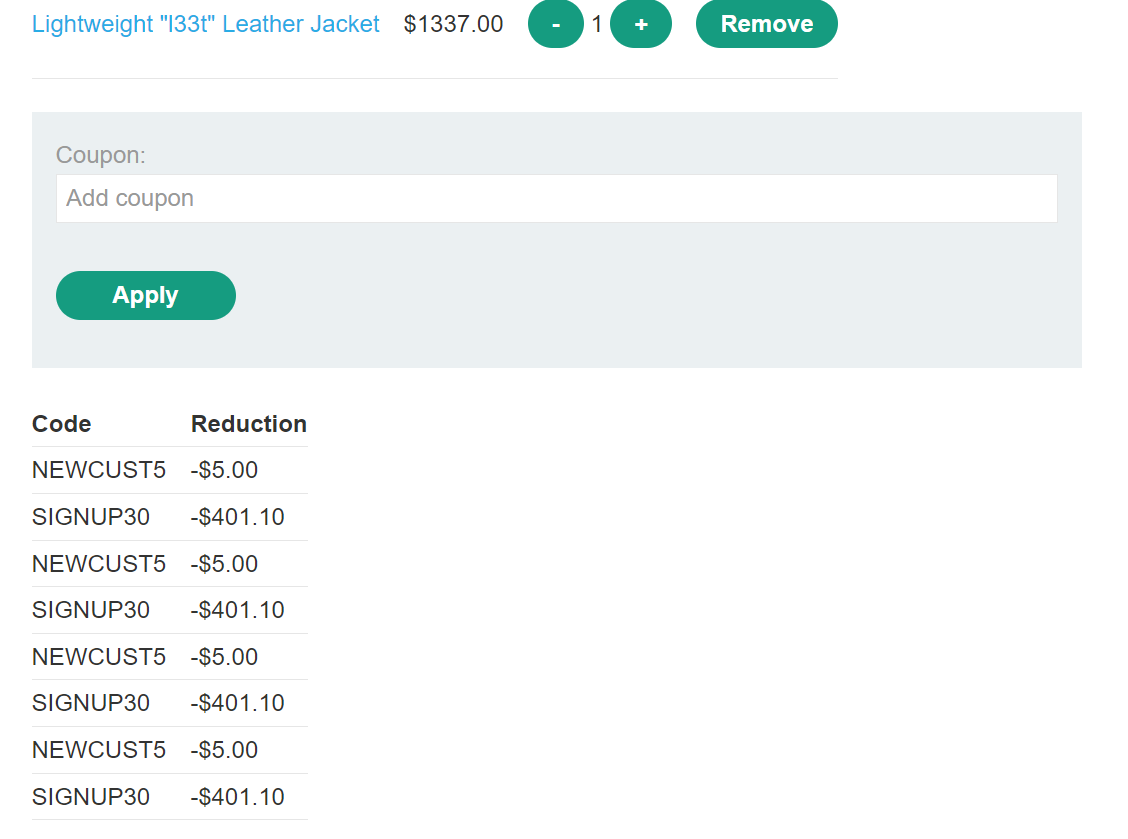 Lightweight "l33t" Leather Jacket $1337.00 - 1 + Remove
Coupon:
Add coupon
Apply
Code Reduction
NEWCUST5 -$5.00
SIGNUP30 -$401.10
NEWCUST5 -$5.00
SIGNUP30 -$401.10
NEWCUST5 -$5.00
SIGNUP30 -$401.10
NEWCUST5 -$5.00
SIGNUP30 -$401.10